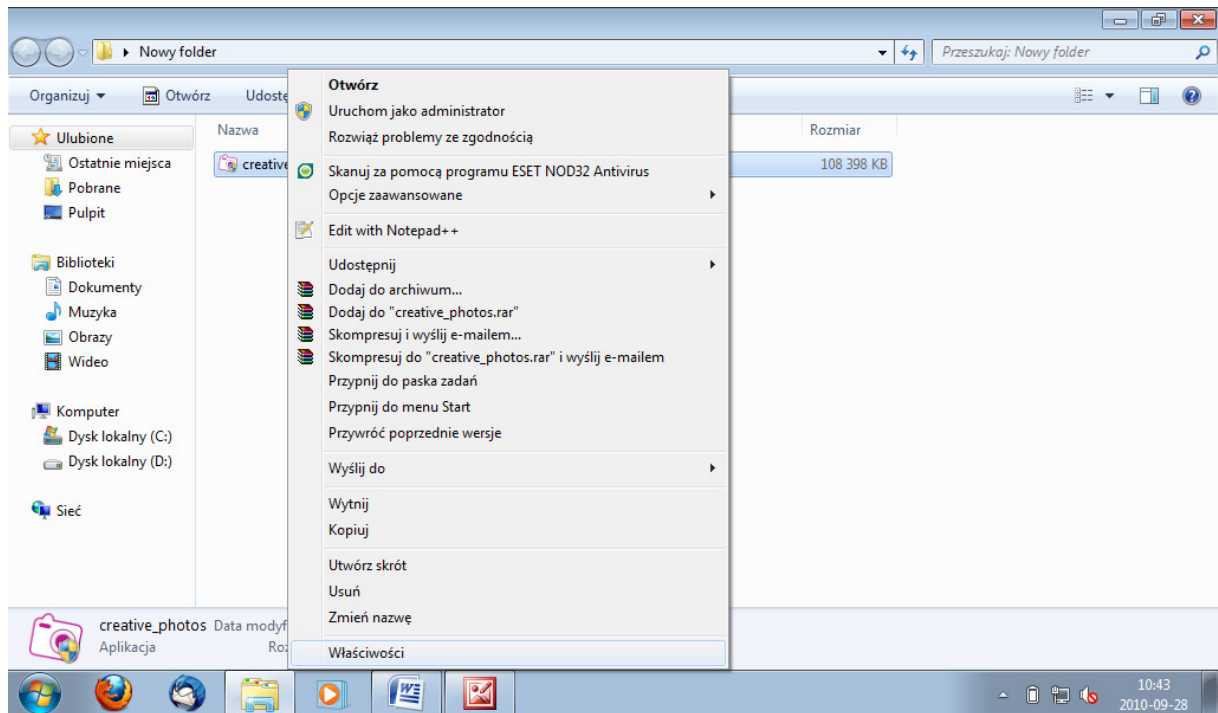 Nowy folder
Przeszukaj: Nowy folder
Organizuj
Otwórz
Ulubione
Ostatnie miejsca
Pobrane
Pulpit
Biblioteki
Dokumenty
Muzyka
Obrazy
Wideo
Komputer
Dysk lokalny (C:)
Dysk lokalny (D:)
Sieć
Nazwa
Rozmiar
108 398 KB
Otwórz
Uruchom jako administrator
Rozwiąż problemy ze zgodnością
Skanuj za pomocą programu ESET NOD32 Antivirus
Opcje zaawansowane
Edit with Notepad++
Udostępnij
Dodaj do archiwum...
Dodaj do "creative_photos.rar"
Skompresuj i wyślij e-mailem...
Skompresuj do "creative_photos.rar" i wyślij e-mailem
Przypnij do paska zadań
Przypnij do menu Start
Przywróć poprzednie wersje
Wyślij do
Wytnij
Kopiuj
Utwórz skrót
Usuń
Zmień nazwę
Właściwości
creative_photos Data
Aplikacja
10:43
2010-09-28